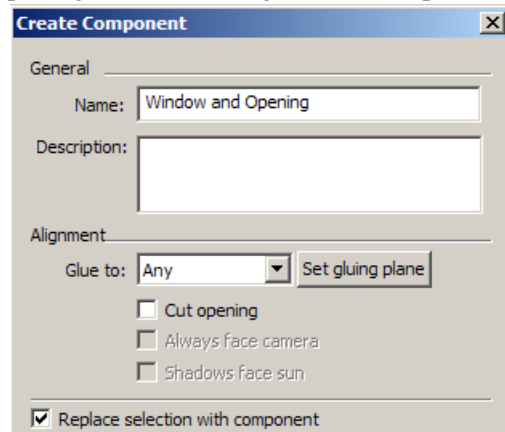 Create Component
General
Name: Window and Opening
Description:
Alignment
Glue to: Any Set gluing plane
Cut opening
Always face camera
Shadows face sun
Replace selection with component